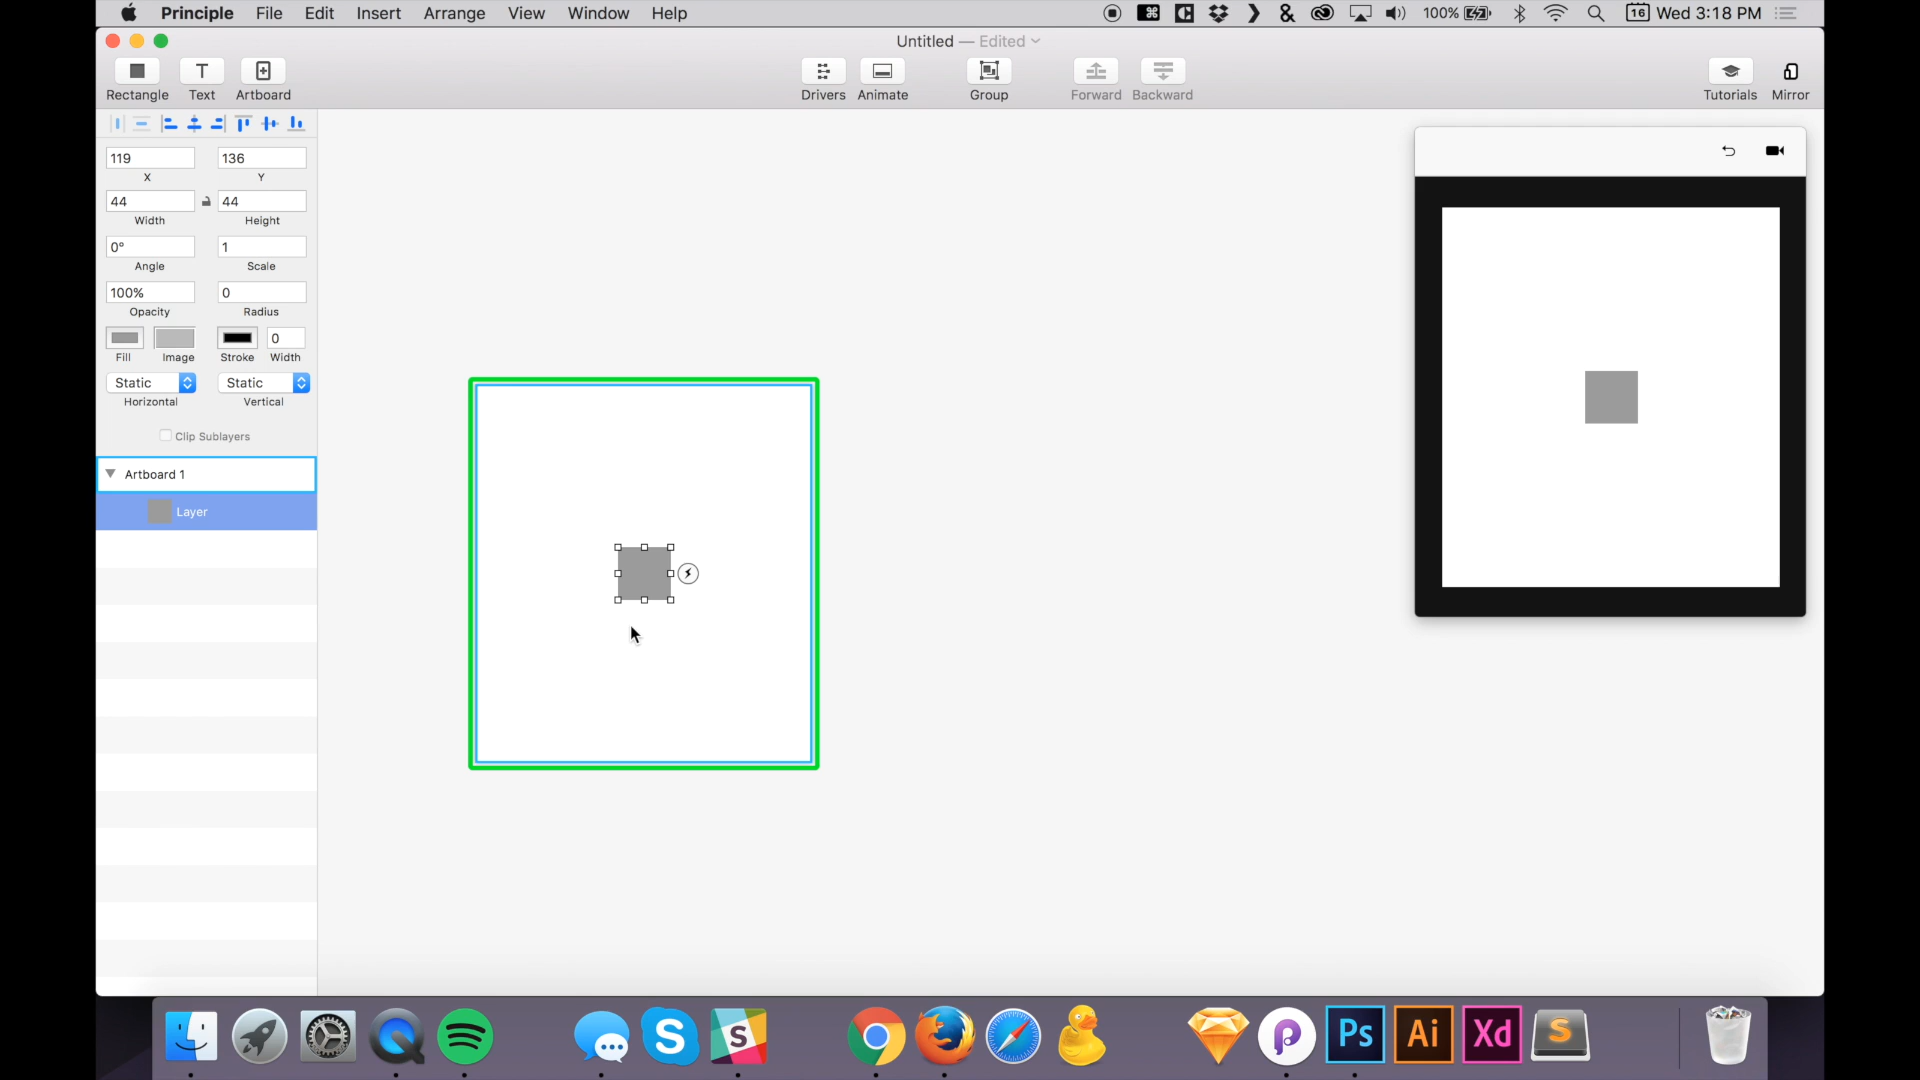 Principle File Edit Insert Arrange View Window Help
100% 16 Wed 3:18 PM
Untitled — Edited
Rectangle Text Artboard Drivers Animate Group Forward Backward Tutorials Mirror
119 136
X Y
44 44
Width Height
0° 1
Angle Scale
100% 0
Opacity Radius
0
Fill Image Stroke Width
Static Static
Horizontal Vertical
Clip Sublayers
Artboard 1
Layer
Ps Ai Xd